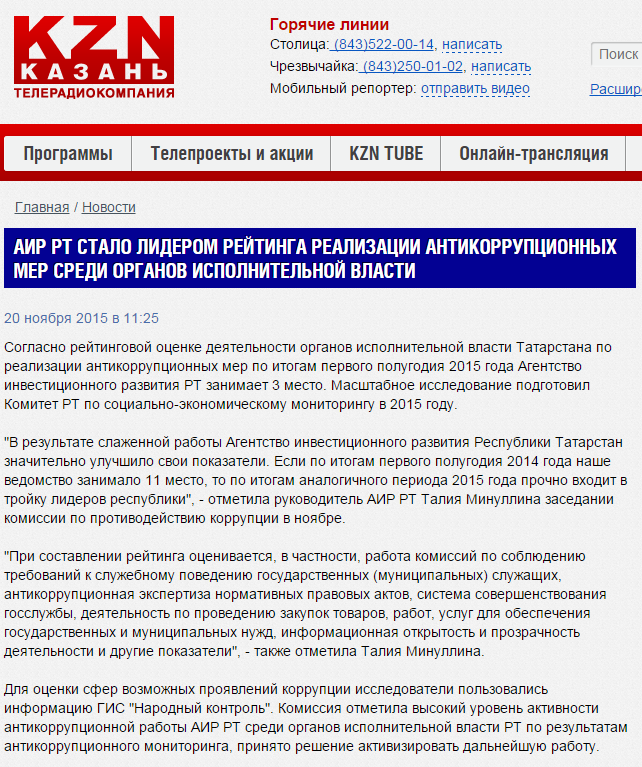 KZN
КАЗАНЬ
ТЕЛЕРАДИОКОМПАНИЯ
Горячие линии
Столица: (843)522-00-14, написать
Чрезвычайка: (843)250-01-02, написать
Мобильный репортер: отправить видео
Поиск
Расшир
Программы
Телепроекты и акции
KZN TUBE
Онлайн-трансляция
Главная / Новости
АИР РТ СТАЛО ЛИДЕРОМ РЕЙТИНГА РЕАЛИЗАЦИИ АНТИКОРРУПЦИОННЫХ
МЕР СРЕДИ ОРГАНОВ ИСПОЛНИТЕЛЬНОЙ ВЛАСТИ
20 ноября 2015 в 11:25
Согласно рейтинговой оценке деятельности органов исполнительной власти Татарстана по
реализации антикоррупционных мер по итогам первого полугодия 2015 года Агентство
инвестиционного развития РТ занимает 3 место. Масштабное исследование подготовил
Комитет РТ по социально-экономическому мониторингу в 2015 году.
"В результате слаженной работы Агентство инвестиционного развития Республики Татарстан
значительно улучшило свои показатели. Если по итогам первого полугодия 2014 года наше
ведомство занимало 11 место, то по итогам аналогичного периода 2015 года прочно входит в
тройку лидеров республики", - отметила руководитель АИР РТ Талия Минуллина заседании
комиссии по противодействию коррупции в ноябре.
"При составлении рейтинга оценивается, в частности, работа комиссий по соблюдению
требований к служебному поведению государственных (муниципальных) служащих,
антикоррупционная экспертиза нормативных правовых актов, система совершенствования
госслужбы, деятельность по проведению закупок товаров, работ, услуг для обеспечения
государственных и муниципальных нужд, информационная открытость и прозрачность
деятельности и другие показатели", - также отметила Талия Минуллина.
Для оценки сфер возможных проявлений коррупции исследователи пользовались
информацию ГИС "Народный контроль". Комиссия отметила высокий уровень активности
антикоррупционной работы АИР РТ среди органов исполнительной власти РТ по результатам
антикоррупционного мониторинга, принято решение активизировать дальнейшую работу.